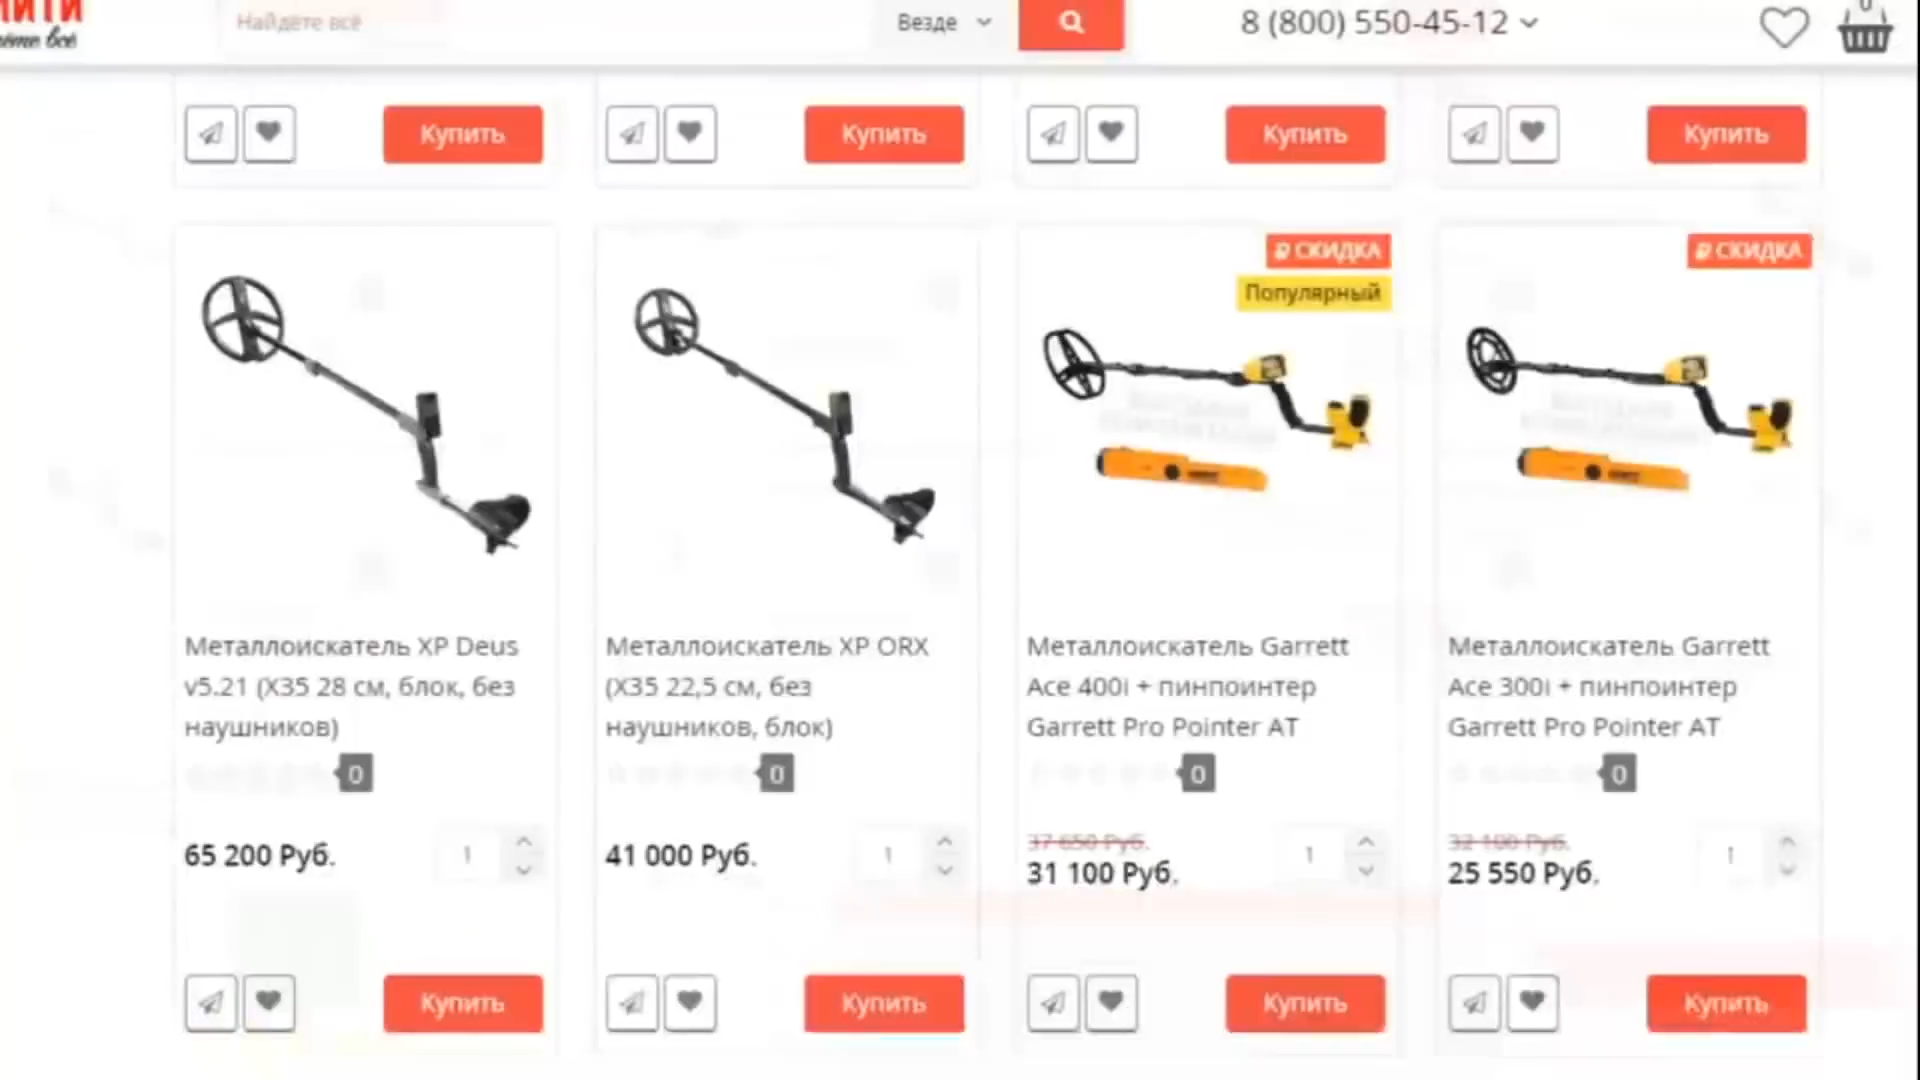 Найдёте всё
Везде
8 (800) 550-45-12
0
Купить
Купить
Купить
Купить
₽ СКИДКА
Популярный
₽ СКИДКА
Металлоискатель XP Deus
v5.21 (X35 28 см, блок, без
наушников)
0
65 200 Руб.
1
Купить
Металлоискатель XP ORX
(X35 22,5 см, без
наушников, блок)
0
41 000 Руб.
1
Купить
Металлоискатель Garrett
Ace 400i + пинпоинтер
Garrett Pro Pointer AT
0
37 650 Руб.
31 100 Руб.
1
Купить
Металлоискатель Garrett
Ace 300i + пинпоинтер
Garrett Pro Pointer AT
0
32 100 Руб.
25 550 Руб.
1
Купить